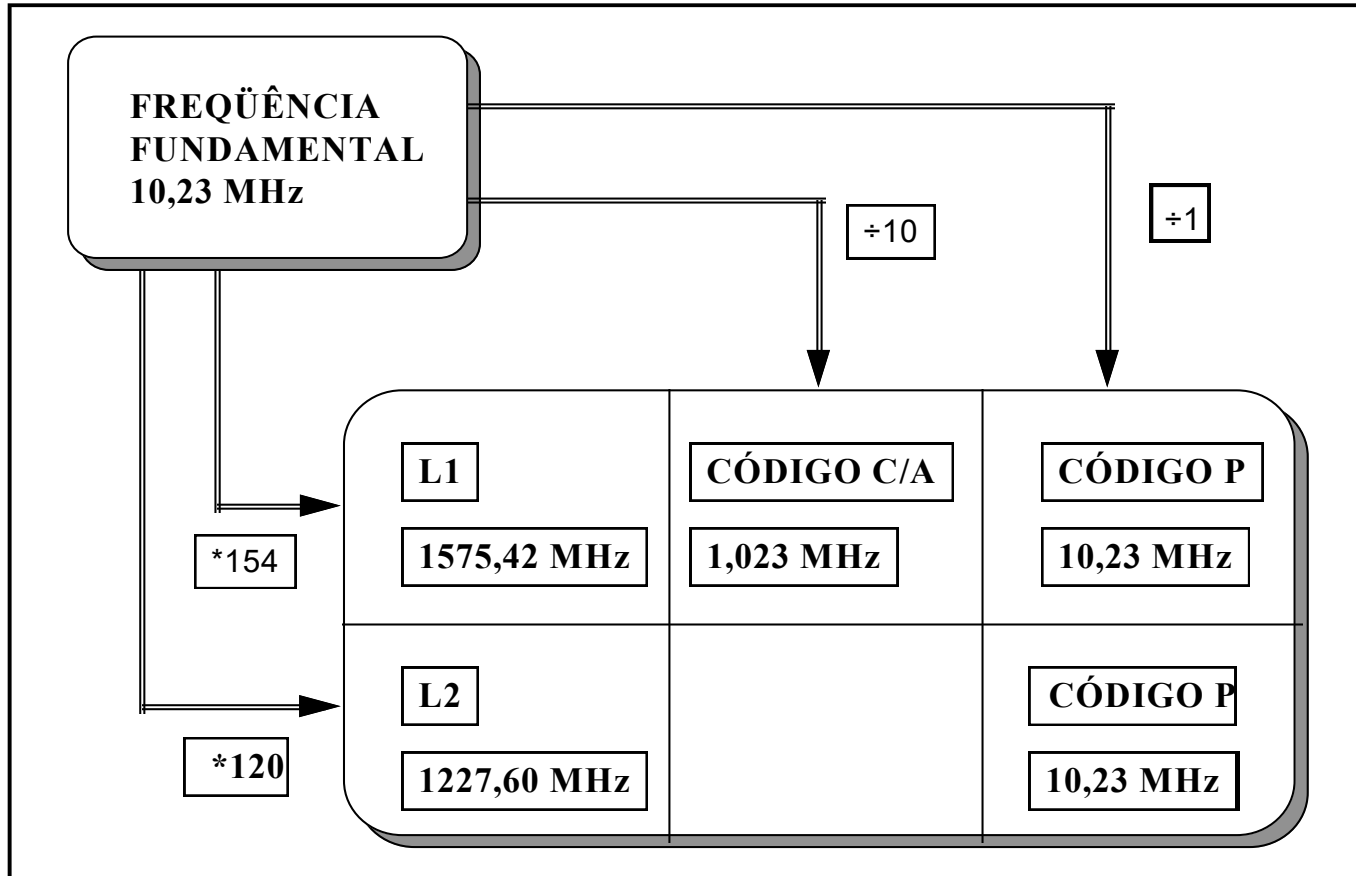 FREQÜÊNCIA
FUNDAMENTAL
10,23 MHz
÷10
÷1
L1
CÓDIGO C/A
CÓDIGO P
1575,42 MHz
1,023 MHz
10,23 MHz
*154
L2
CÓDIGO P
*120
1227,60 MHz
10,23 MHz